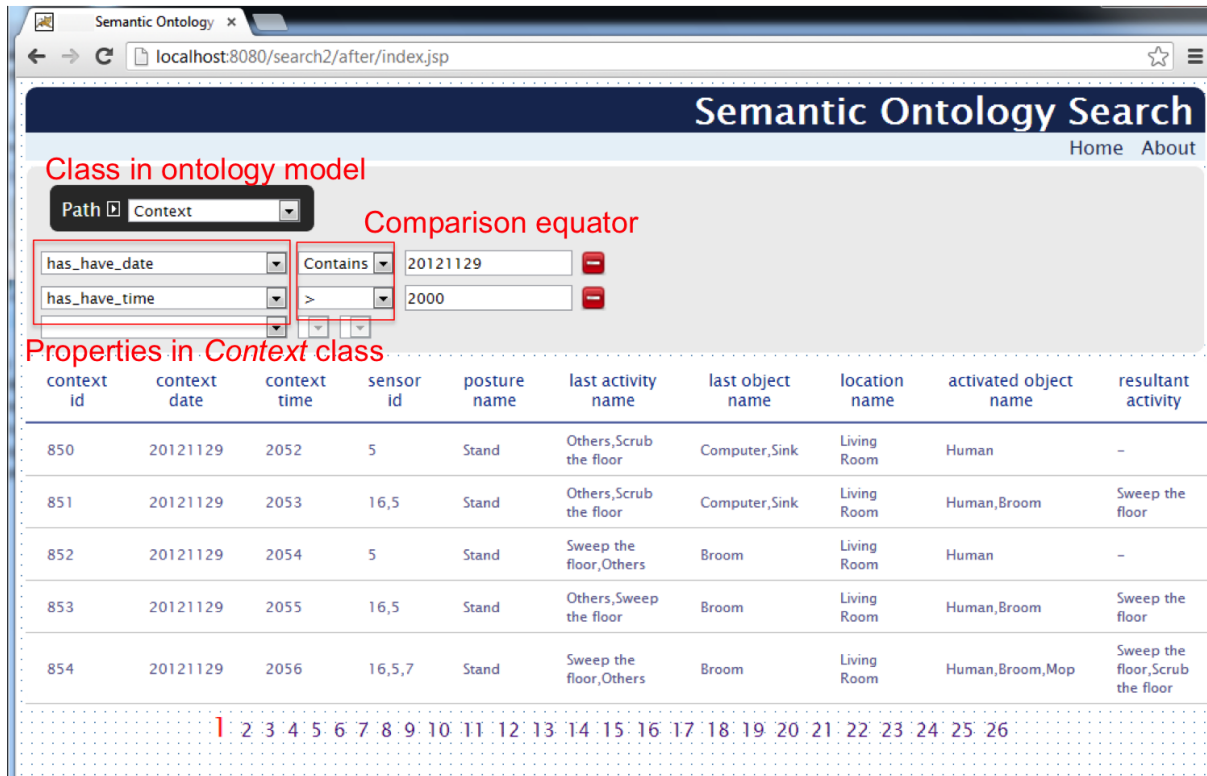 Semantic Ontology ×
localhost:8080/search2/after/index.jsp
Semantic Ontology Search
Home About
Class in ontology model
Path Context
Comparison equator
has_have_date Contains 20121129
has_have_time > 2000
Properties in Context class
context id context date context time sensor id posture name last activity name last object name location name activated object name resultant activity
850 20121129 2052 5 Stand Others,Scrub the floor Computer,Sink Living Room Human –
851 20121129 2053 16,5 Stand Others,Scrub the floor Computer,Sink Living Room Human,Broom Sweep the floor
852 20121129 2054 5 Stand Sweep the floor,Others Broom Living Room Human –
853 20121129 2055 16,5 Stand Others,Sweep the floor Broom Living Room Human,Broom Sweep the floor
854 20121129 2056 16,5,7 Stand Sweep the floor,Others Broom Living Room Human,Broom,Mop Sweep the floor,Scrub the floor
1 2 3 4 5 6 7 8 9 10 11 12 13 14 15 16 17 18 19 20 21 22 23 24 25 26